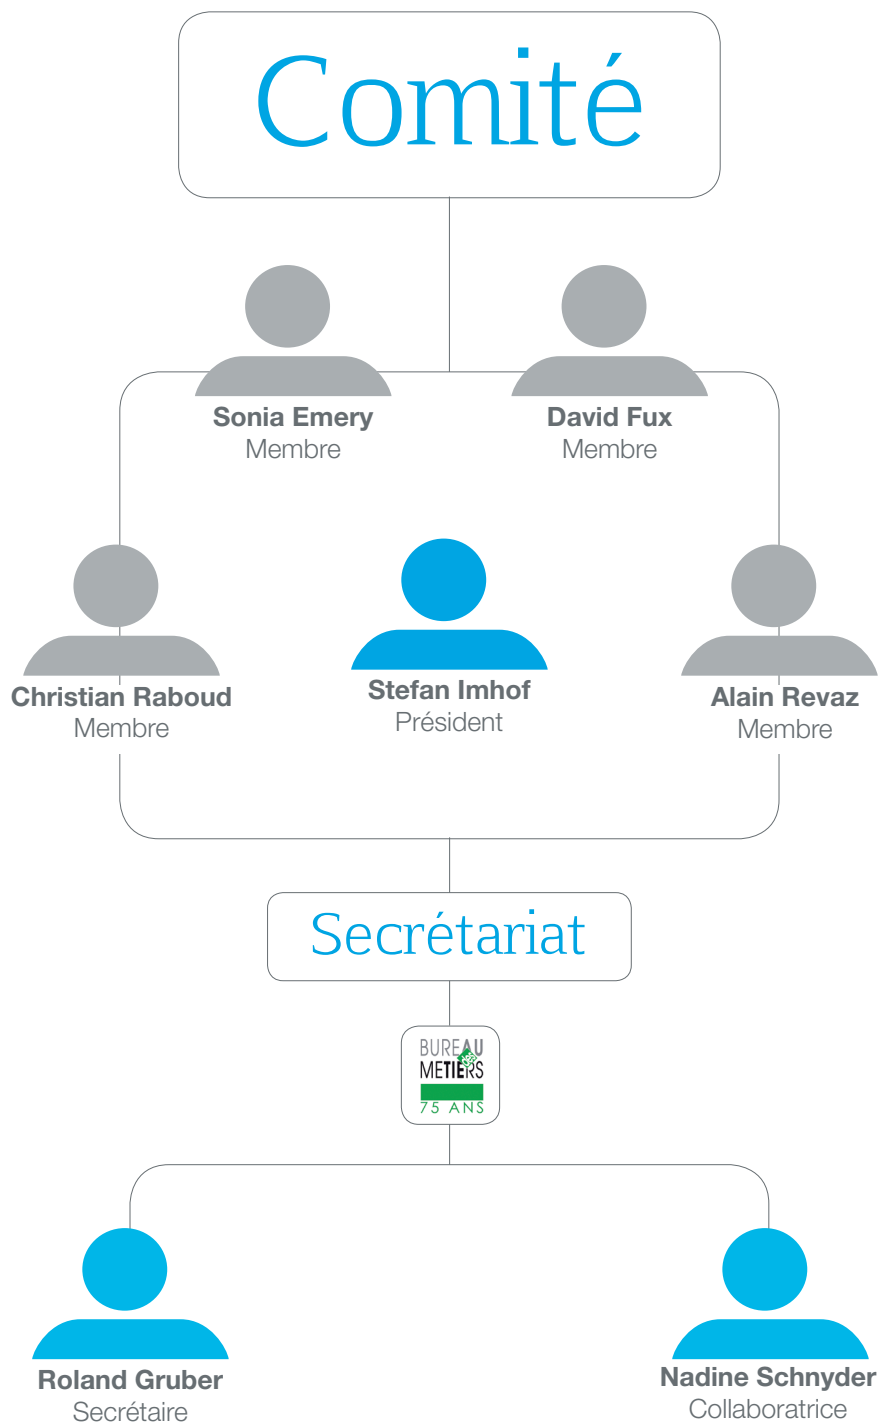 Comité
Sonia Emery
Membre
David Fux
Membre
Christian Raboud
Membre
Stefan Imhof
Président
Alain Revaz
Membre
Secrétariat
BUREAU
METIERS
75 ANS
Roland Gruber
Secrétaire
Nadine Schnyder
Collaboratrice